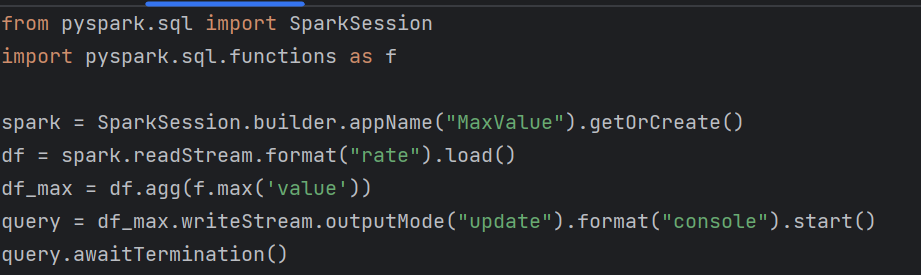 from pyspark.sql import SparkSession
import pyspark.sql.functions as f
spark = SparkSession.builder.appName("MaxValue").getOrCreate()
df = spark.readStream.format("rate").load()
df_max = df.agg(f.max('value'))
query = df_max.writeStream.outputMode("update").format("console").start()
query.awaitTermination()